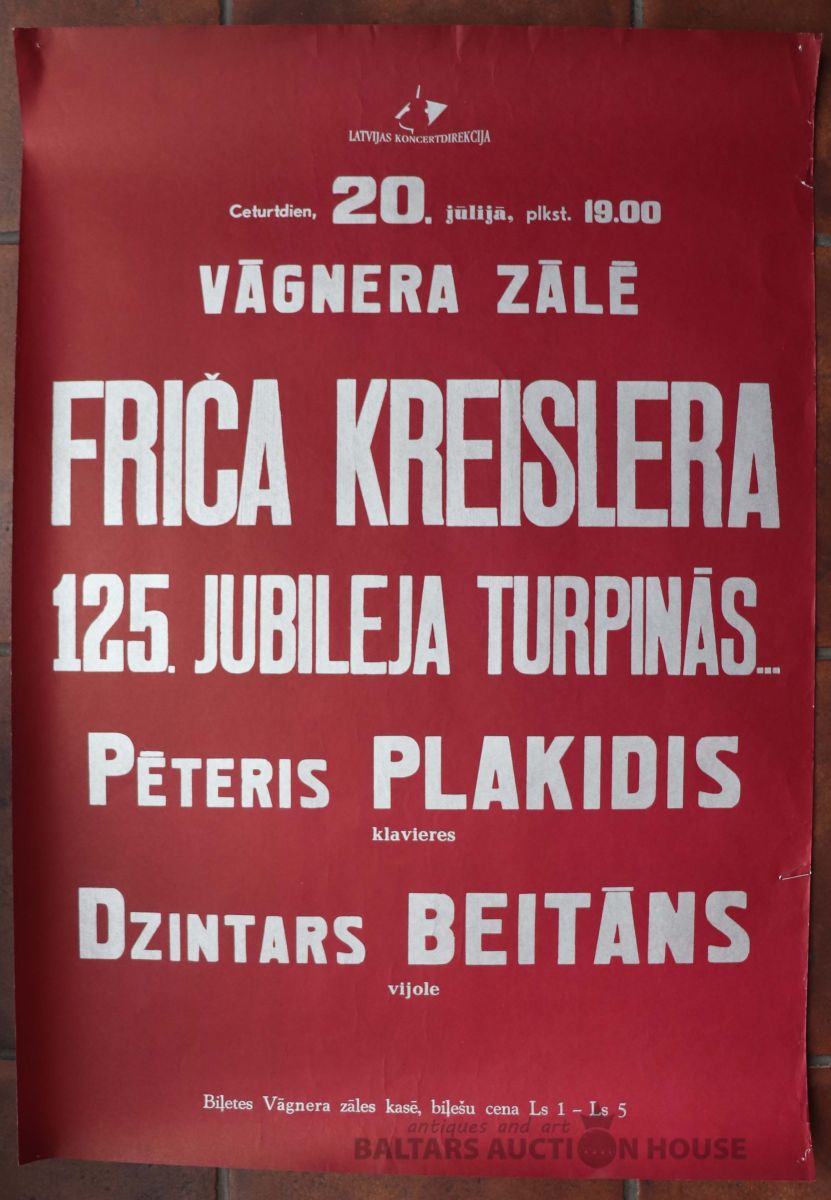 LATVIJAS KONCERTDIREKCIJA
Ceturtdien, 20. jūlijā, plkst. 19.00
VĀGNERA ZĀLĒ
FRIČA KREISLERA
125. JUBILEJA TURPINĀS...
PĒTERIS PLAKIDIS
klavieres
DZINTARS BEITĀNS
vijole
Biļetes Vāgnera zāles kasē, biļešu cena Ls 1 – Ls 5
antiques and art
BALTARS AUCTION HOUSE